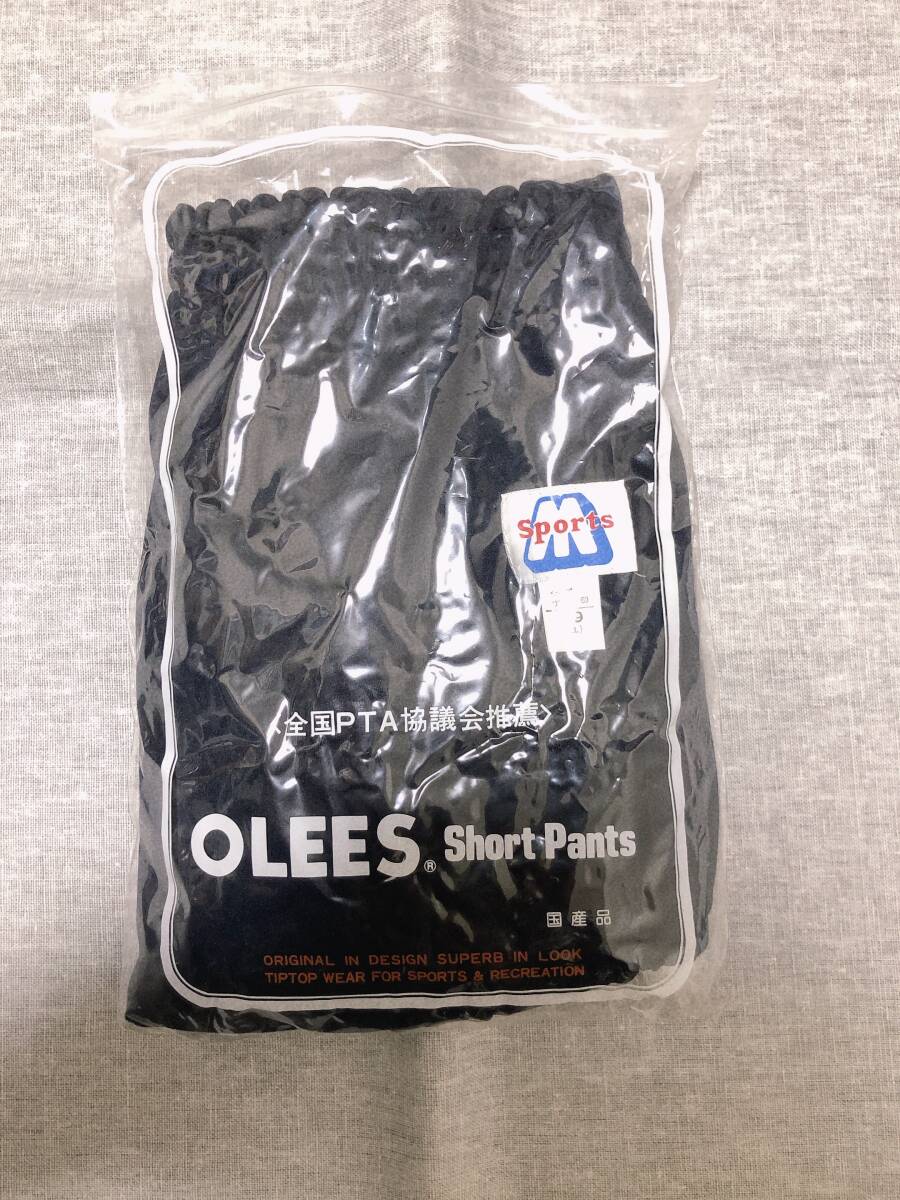 Sports
M
9
〈全国PTA協議会推薦〉
OLEES® Short Pants
国産品
ORIGINAL IN DESIGN SUPERB IN LOOK
TIPTOP WEAR FOR SPORTS & RECREATION